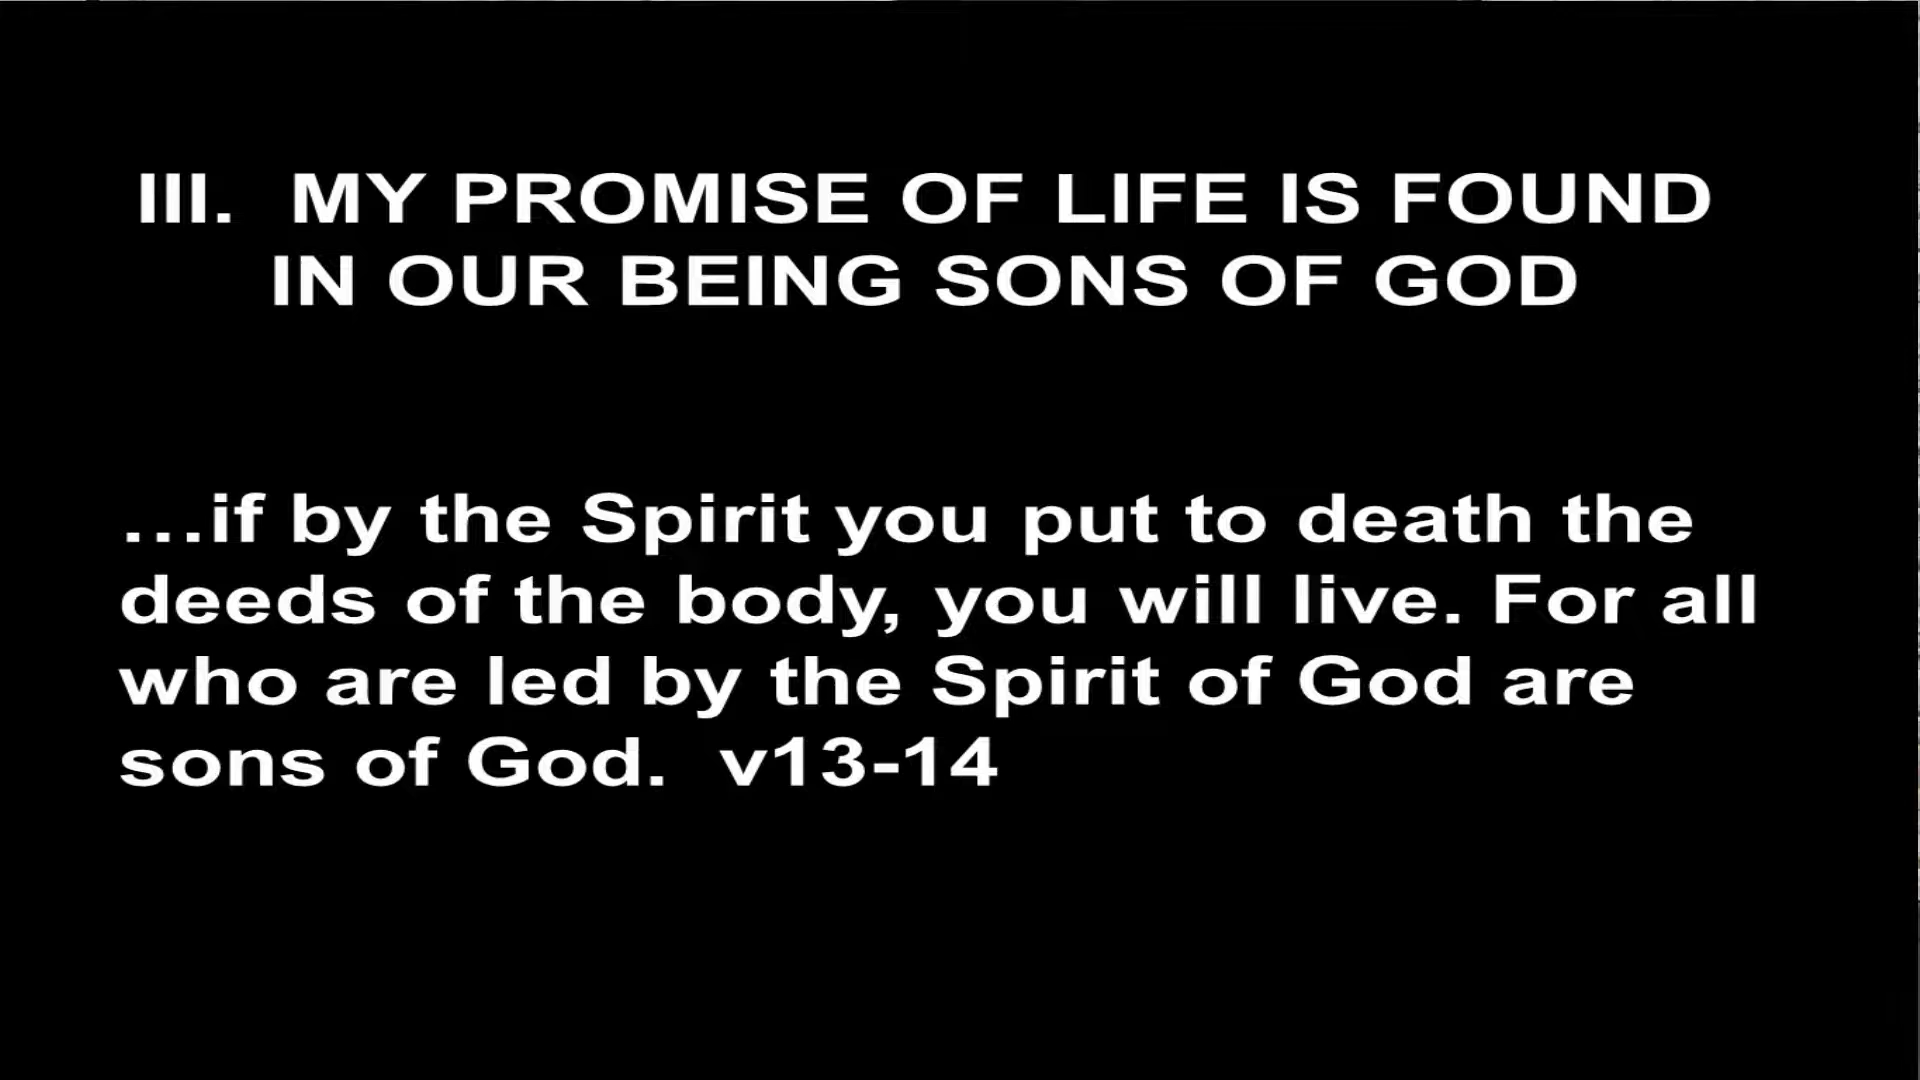 III. MY PROMISE OF LIFE IS FOUND
IN OUR BEING SONS OF GOD
...if by the Spirit you put to death the
deeds of the body, you will live. For all
who are led by the Spirit of God are
sons of God. v13-14